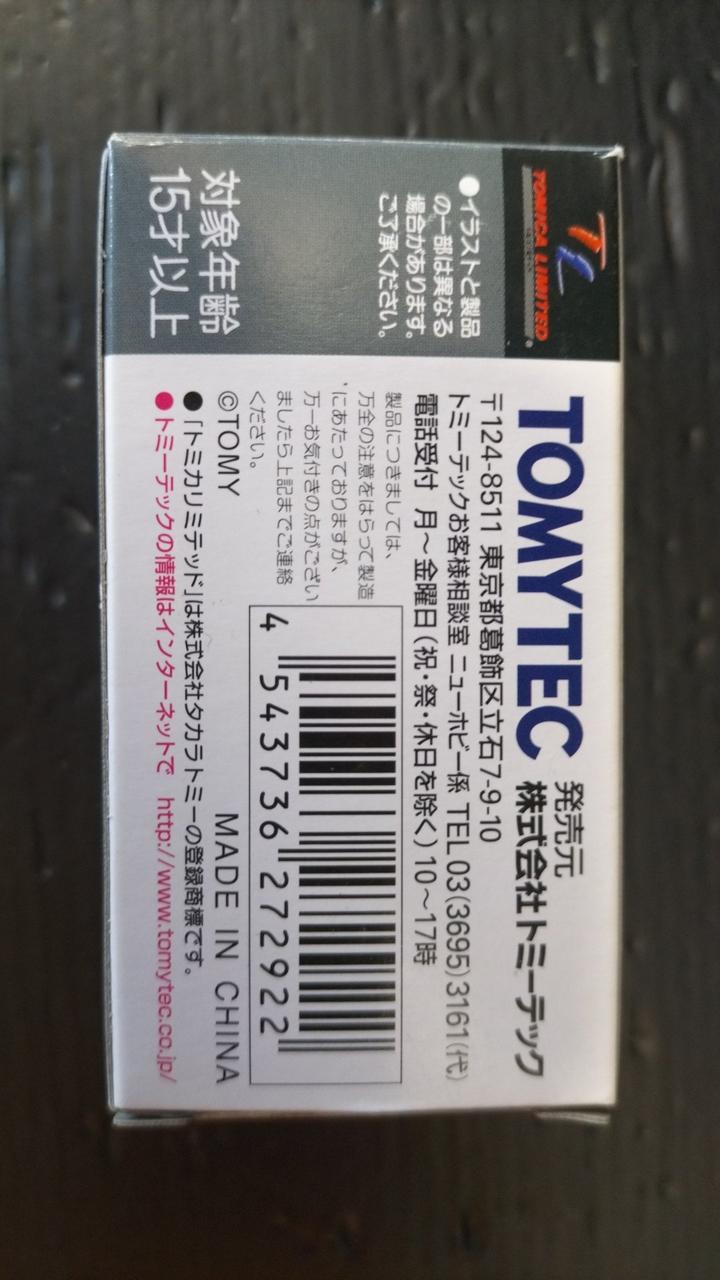 TOMICA LIMITED
●イラストと製品
の一部は異なる
場合があります。
ご了承ください。
対象年齢
15才以上
TOMYTEC 発売元
株式会社トミーテック
〒124-8511 東京都葛飾区立石7-9-10
トミーテックお客様相談室 ニューホビー係 TEL.03(3695)3161(代)
電話受付 月〜金曜日(祝・祭・休日を除く)10〜17時
製品につきましては、
万全の注意をはらって製造
にあたっておりますが、
万一お気付きの点がござい
ましたら上記までご連絡
ください。
4 543736 272922
©TOMY MADE IN CHINA
●「トミカリミテッド」は株式会社タカラトミーの登録商標です。
●トミーテックの情報はインターネットで http://www.tomytec.co.jp/